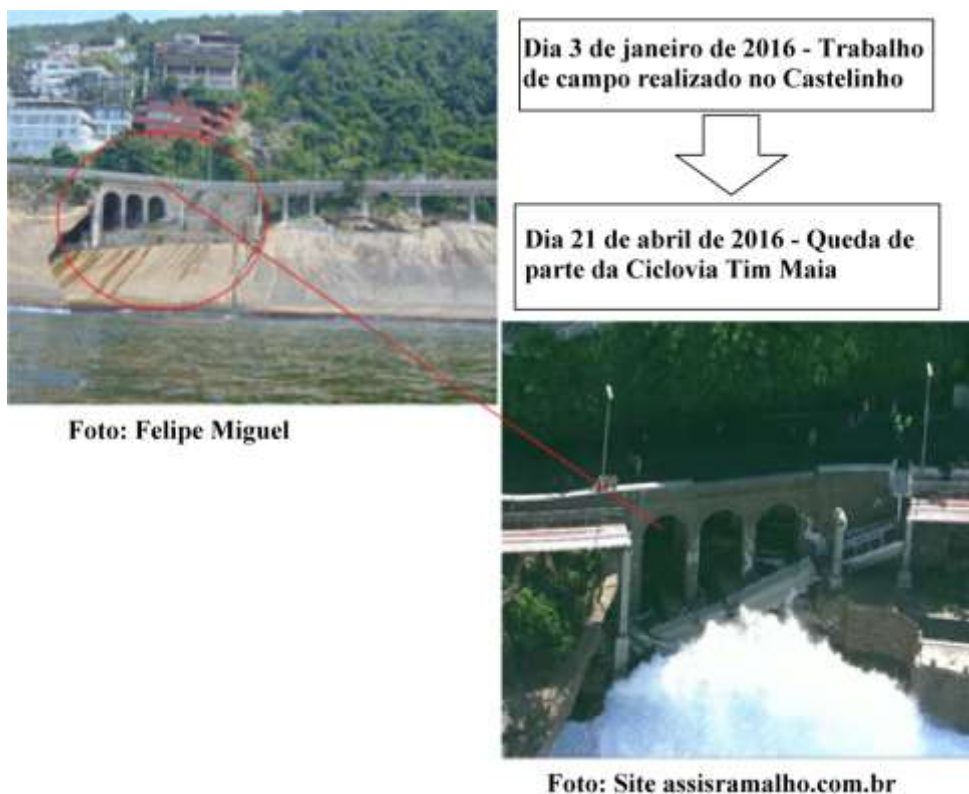 Dia 3 de janeiro de 2016 - Trabalho
de campo realizado no Castelinho
Dia 21 de abril de 2016 - Queda de
parte da Ciclovia Tim Maia
Foto: Felipe Miguel
Foto: Site assisramalho.com.br